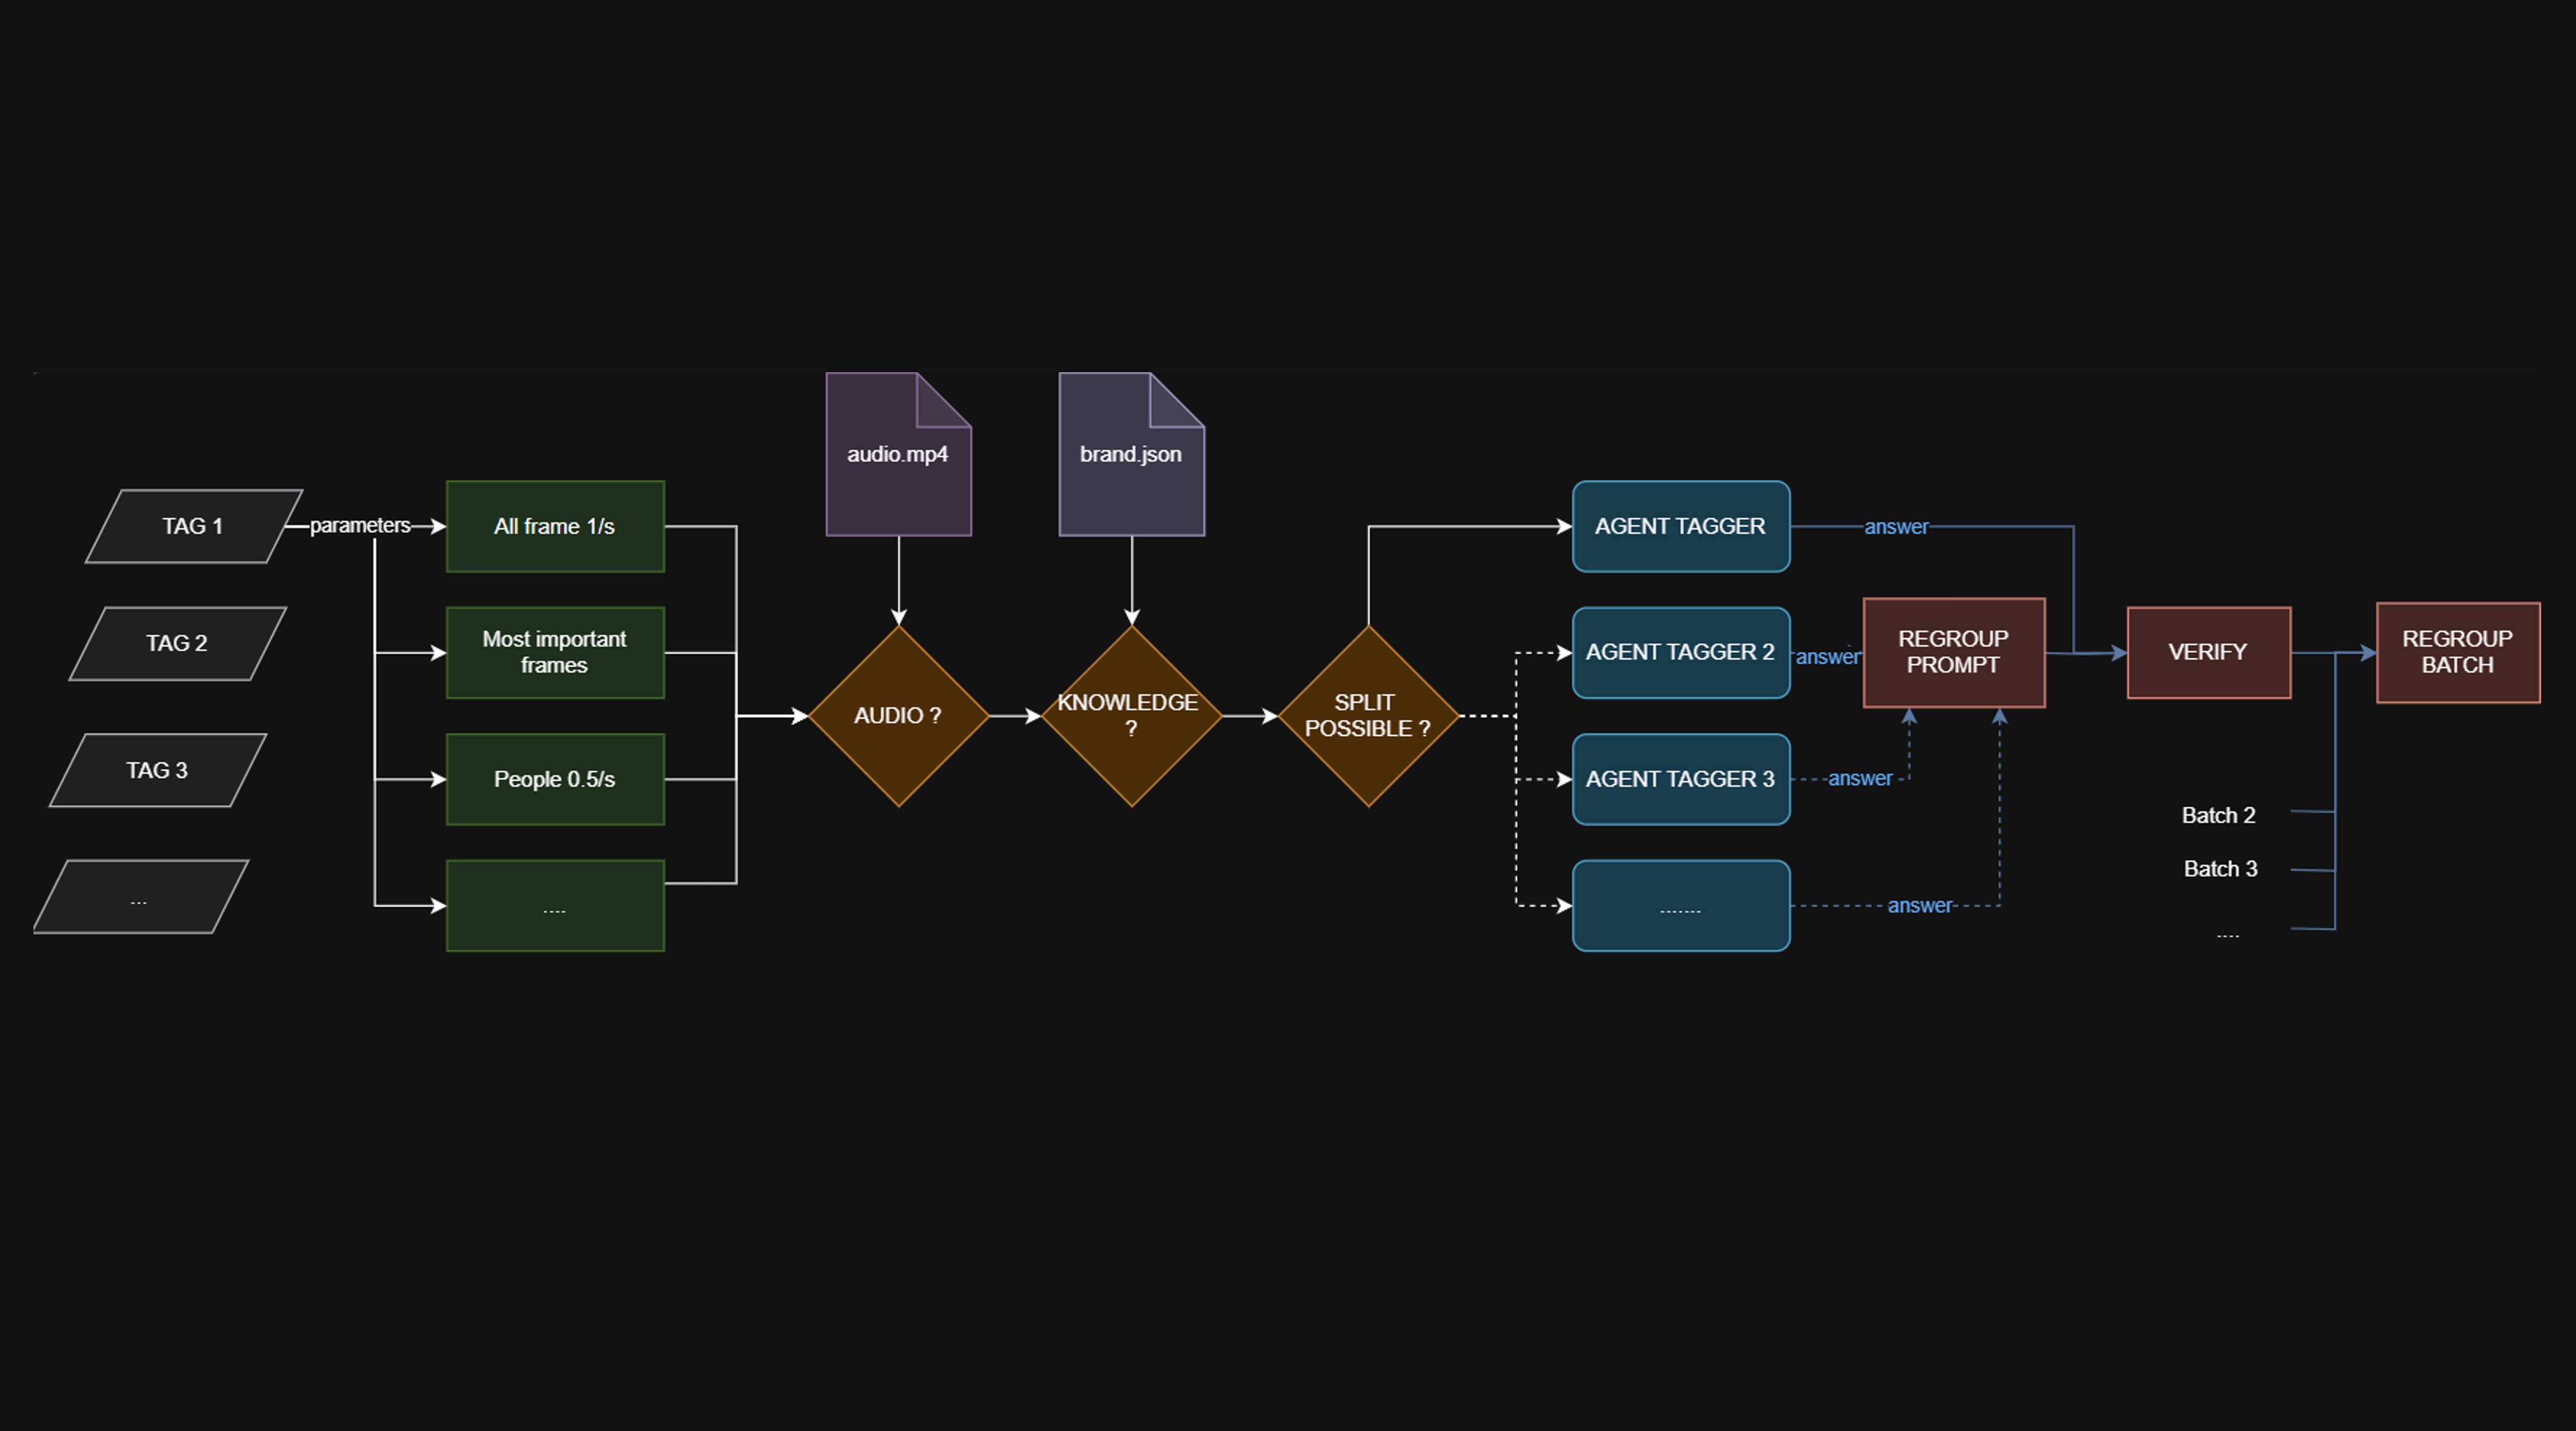 TAG 1
TAG 2
TAG 3
...
parameters
All frame 1/s
Most important
frames
People 0.5/s
....
audio.mp4
brand.json
AUDIO ?
KNOWLEDGE
?
SPLIT
POSSIBLE ?
AGENT TAGGER
AGENT TAGGER 2
AGENT TAGGER 3
.......
answer
answer
answer
answer
REGROUP
PROMPT
VERIFY
REGROUP
BATCH
Batch 2
Batch 3
....